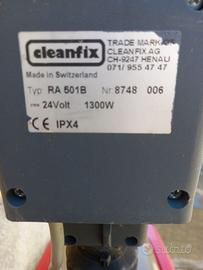 cleanfix
TRADE MARK
CLEANFIX AG
CH-9247 HENAU
071/ 955 47 47
Made in Switzerland
Typ RA 501B Nr 8748 006
24Volt 1300W
CE IPX4
subito